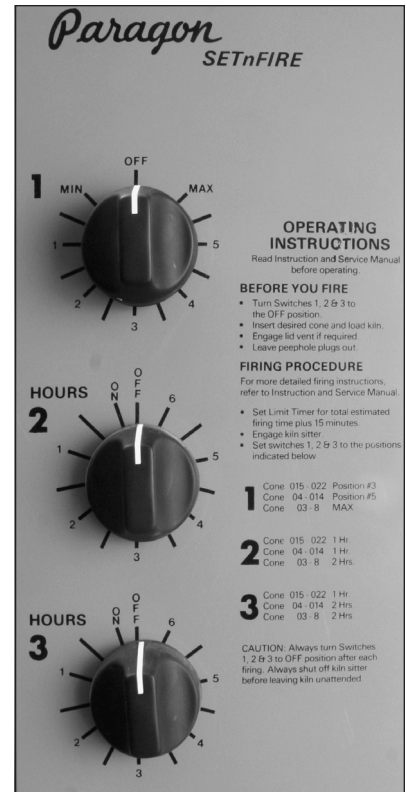 Paragon
SETnFIRE
1
OFF
MIN
MAX
1
5
2
4
3
HOURS
2
ON
OFF
6
1
5
2
4
3
HOURS
3
ON
OFF
6
1
5
2
4
3
OPERATING
INSTRUCTIONS
Read Instruction and Service Manual
before operating.
BEFORE YOU FIRE
• Turn Switches 1, 2 & 3 to
the OFF position.
• Insert desired cone and load kiln.
• Engage lid vent if required.
• Leave peephole plugs out.
FIRING PROCEDURE
For more detailed firing instructions,
refer to Instruction and Service Manual.
• Set Limit Timer for total estimated
firing time plus 15 minutes.
• Engage kiln sitter.
• Set switches 1, 2 & 3 to the positions
indicated below.
1
Cone 015 - 022 Position #3
Cone 04 - 014 Position #5
Cone 03 - 8 MAX
2
Cone 015 - 022 1 Hr.
Cone 04 - 014 1 Hr.
Cone 03 - 8 2 Hrs.
3
Cone 015 - 022 1 Hr.
Cone 04 - 014 2 Hrs.
Cone 03 - 8 2 Hrs.
CAUTION: Always turn Switches
1, 2 & 3 to OFF position after each
firing. Always shut off kiln sitter
before leaving kiln unattended.